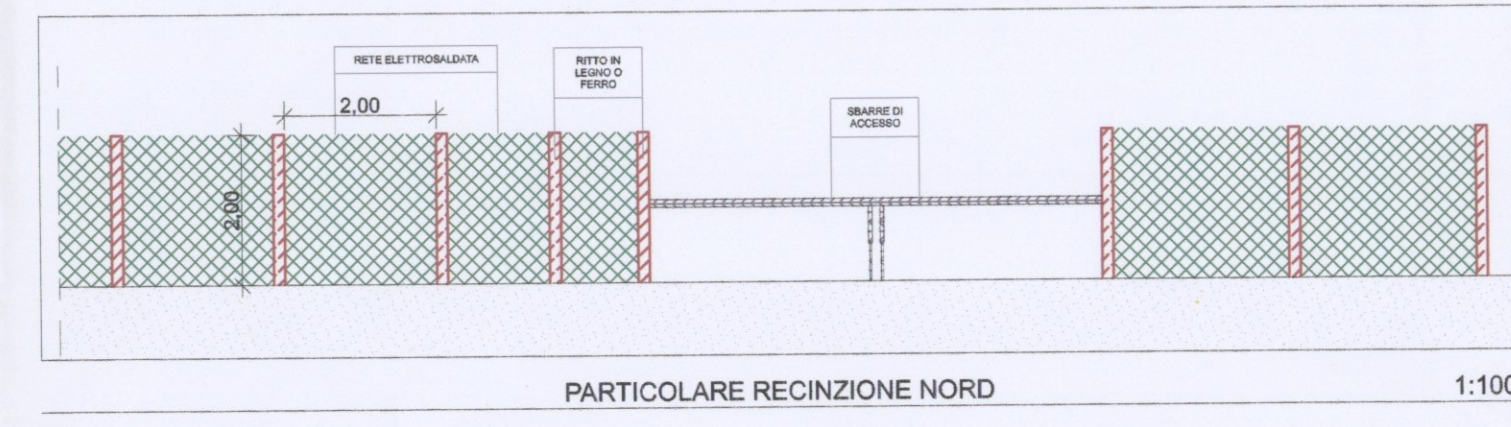 RETE ELETTROSALDATA
RITTO IN
LEGNO O
FERRO
2,00
SBARRE DI
ACCESSO
2,00
PARTICOLARE RECINZIONE NORD
1:100